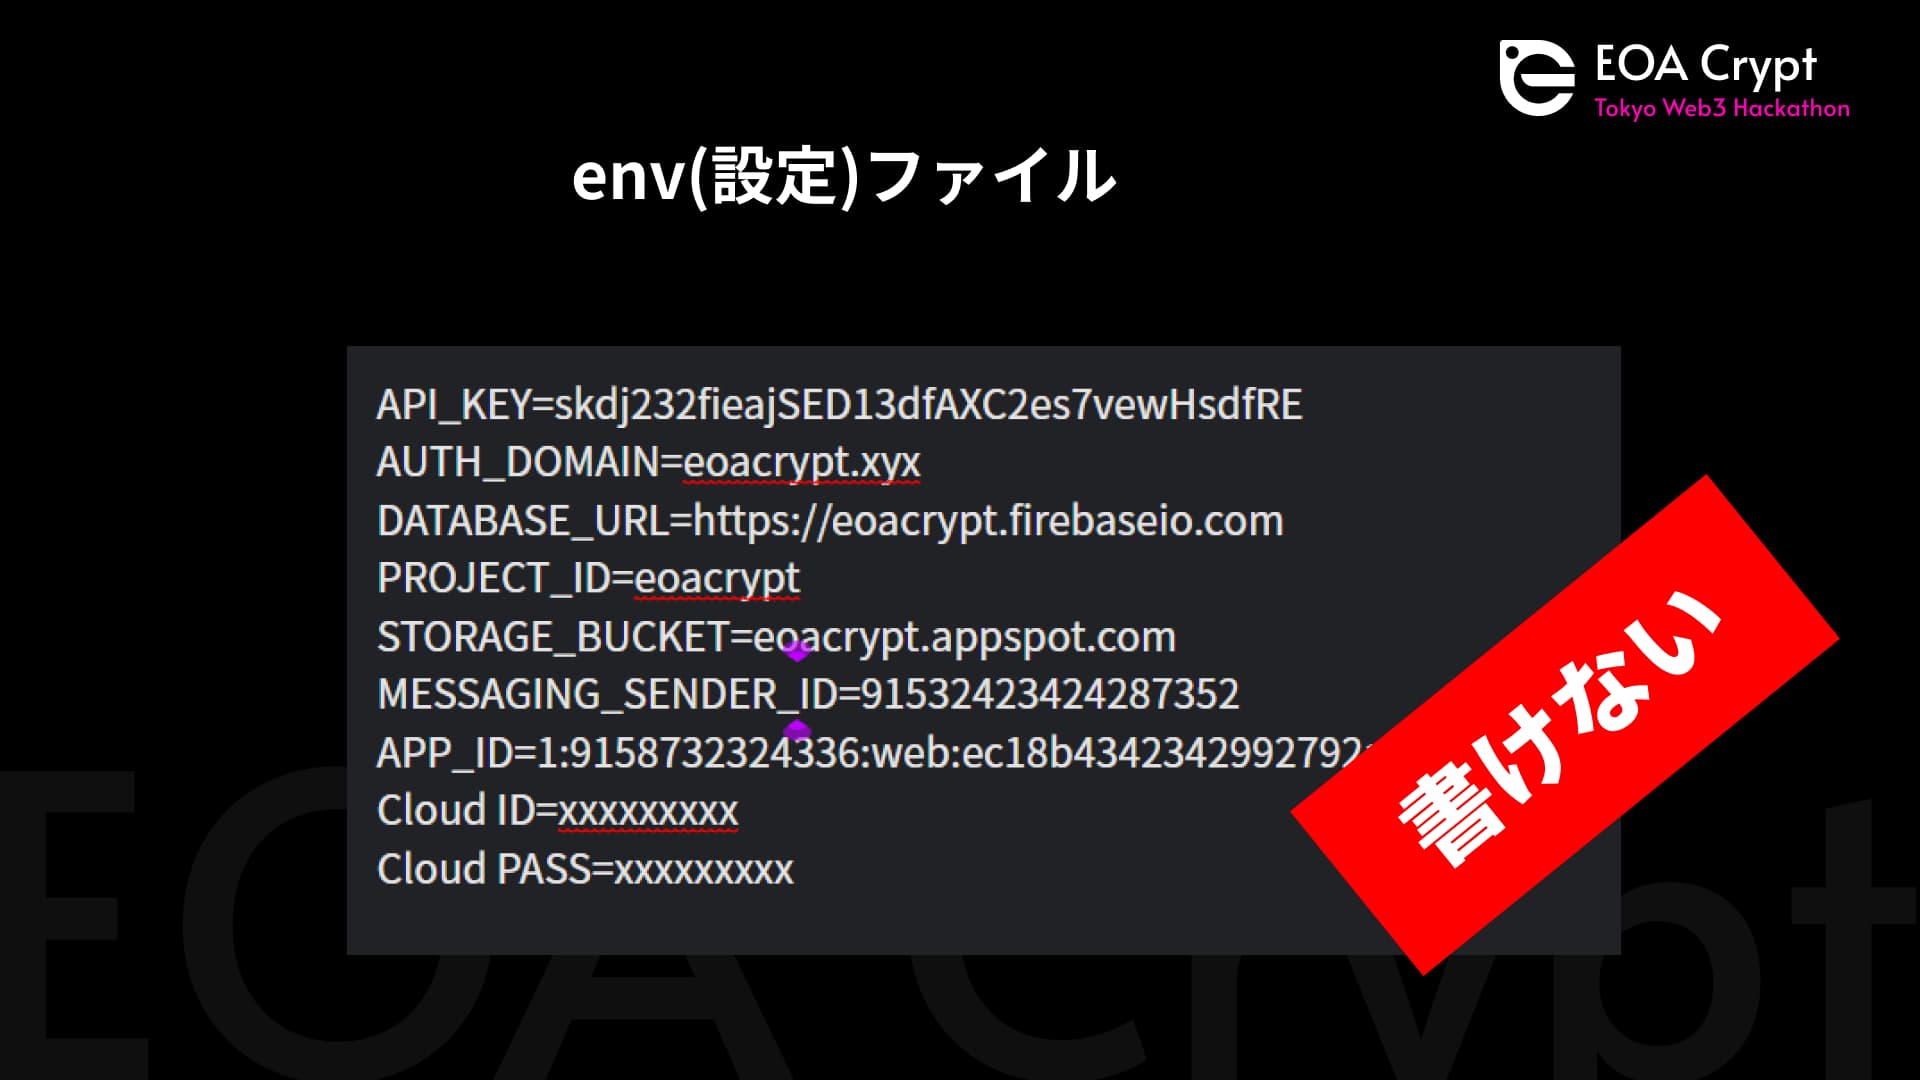 EOA Crypt
Tokyo Web3 Hackathon
env(設定)ファイル
API_KEY=skdj232fieajSED13dfAXC2es7vewHsdfRE
AUTH_DOMAIN=eoacrypt.xyx
DATABASE_URL=https://eoacrypt.firebaseio.com
PROJECT_ID=eoacrypt
STORAGE_BUCKET=eoacrypt.appspot.com
MESSAGING_SENDER_ID=91532423424287352
APP_ID=1:9158732324336:web:ec18b4342342992792
Cloud ID=xxxxxxxxx
Cloud PASS=xxxxxxxxx
書けない
EOA Crypt